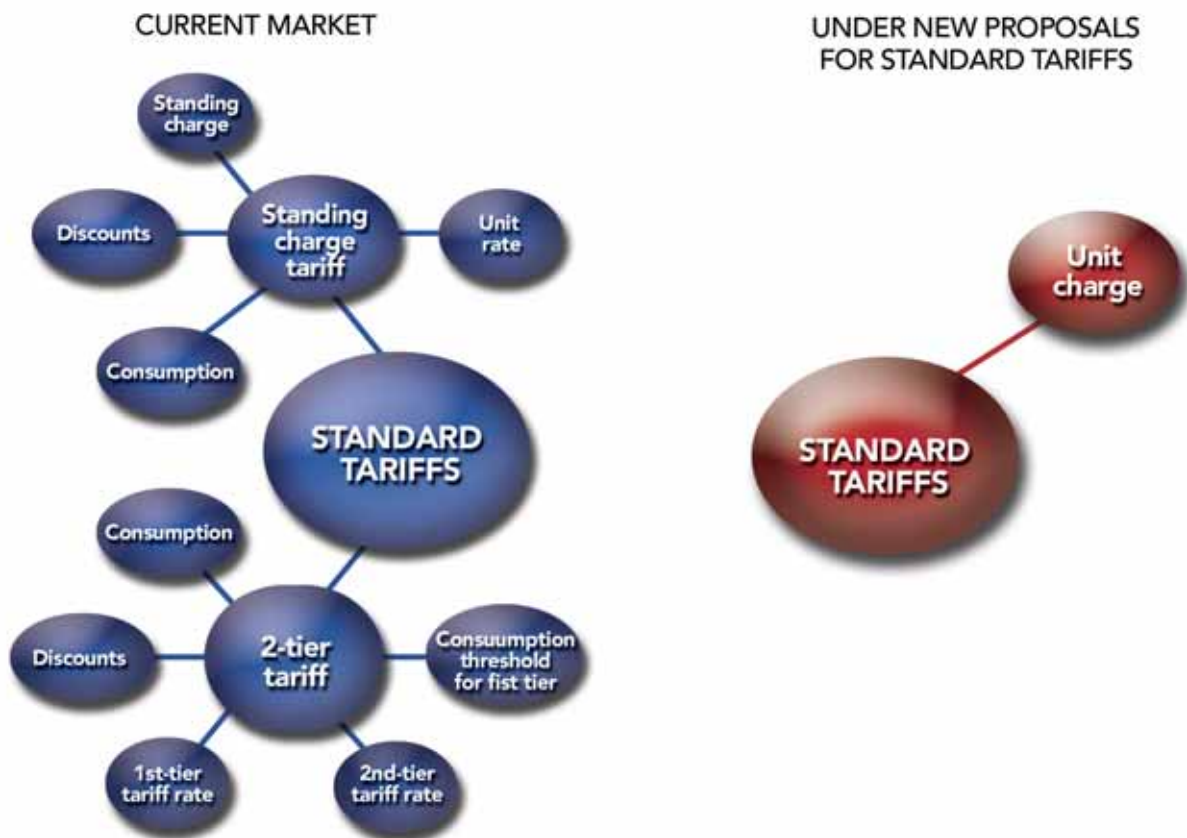 CURRENT MARKET
Standing
charge
Discounts
Standing
charge
tariff
Unit
rate
Consumption
STANDARD
TARIFFS
Consumption
Discounts
2-tier
tariff
Consuumption
threshold
for fist tier
1st-tier
tariff rate
2nd-tier
tariff rate
UNDER NEW PROPOSALS
FOR STANDARD TARIFFS
Unit
charge
STANDARD
TARIFFS